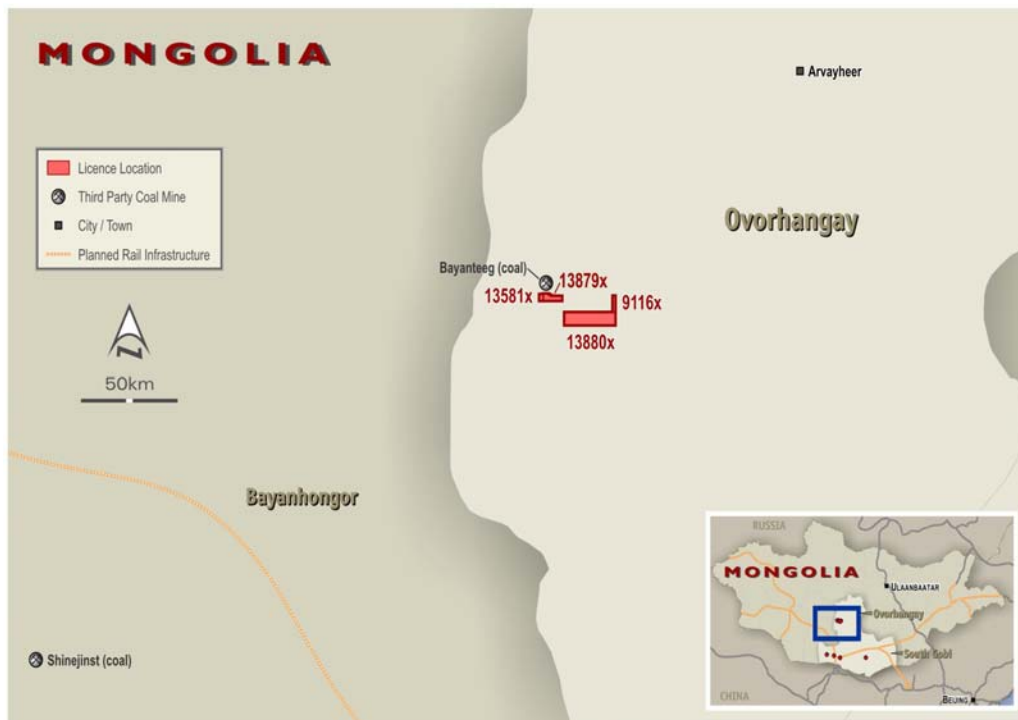 MONGOLIA
Arvayheer
Licence Location
Third Party Coal Mine
City / Town
Planned Rail Infrastructure
Ovorhangay
Bayanteeg (coal)
13879x
13581x
9116x
13880x
N
50km
Bayanhongor
Shinejinst (coal)
RUSSIA
MONGOLIA
ULAANBAATAR
Ovorhangay
South Gobi
CHINA
BEIJING